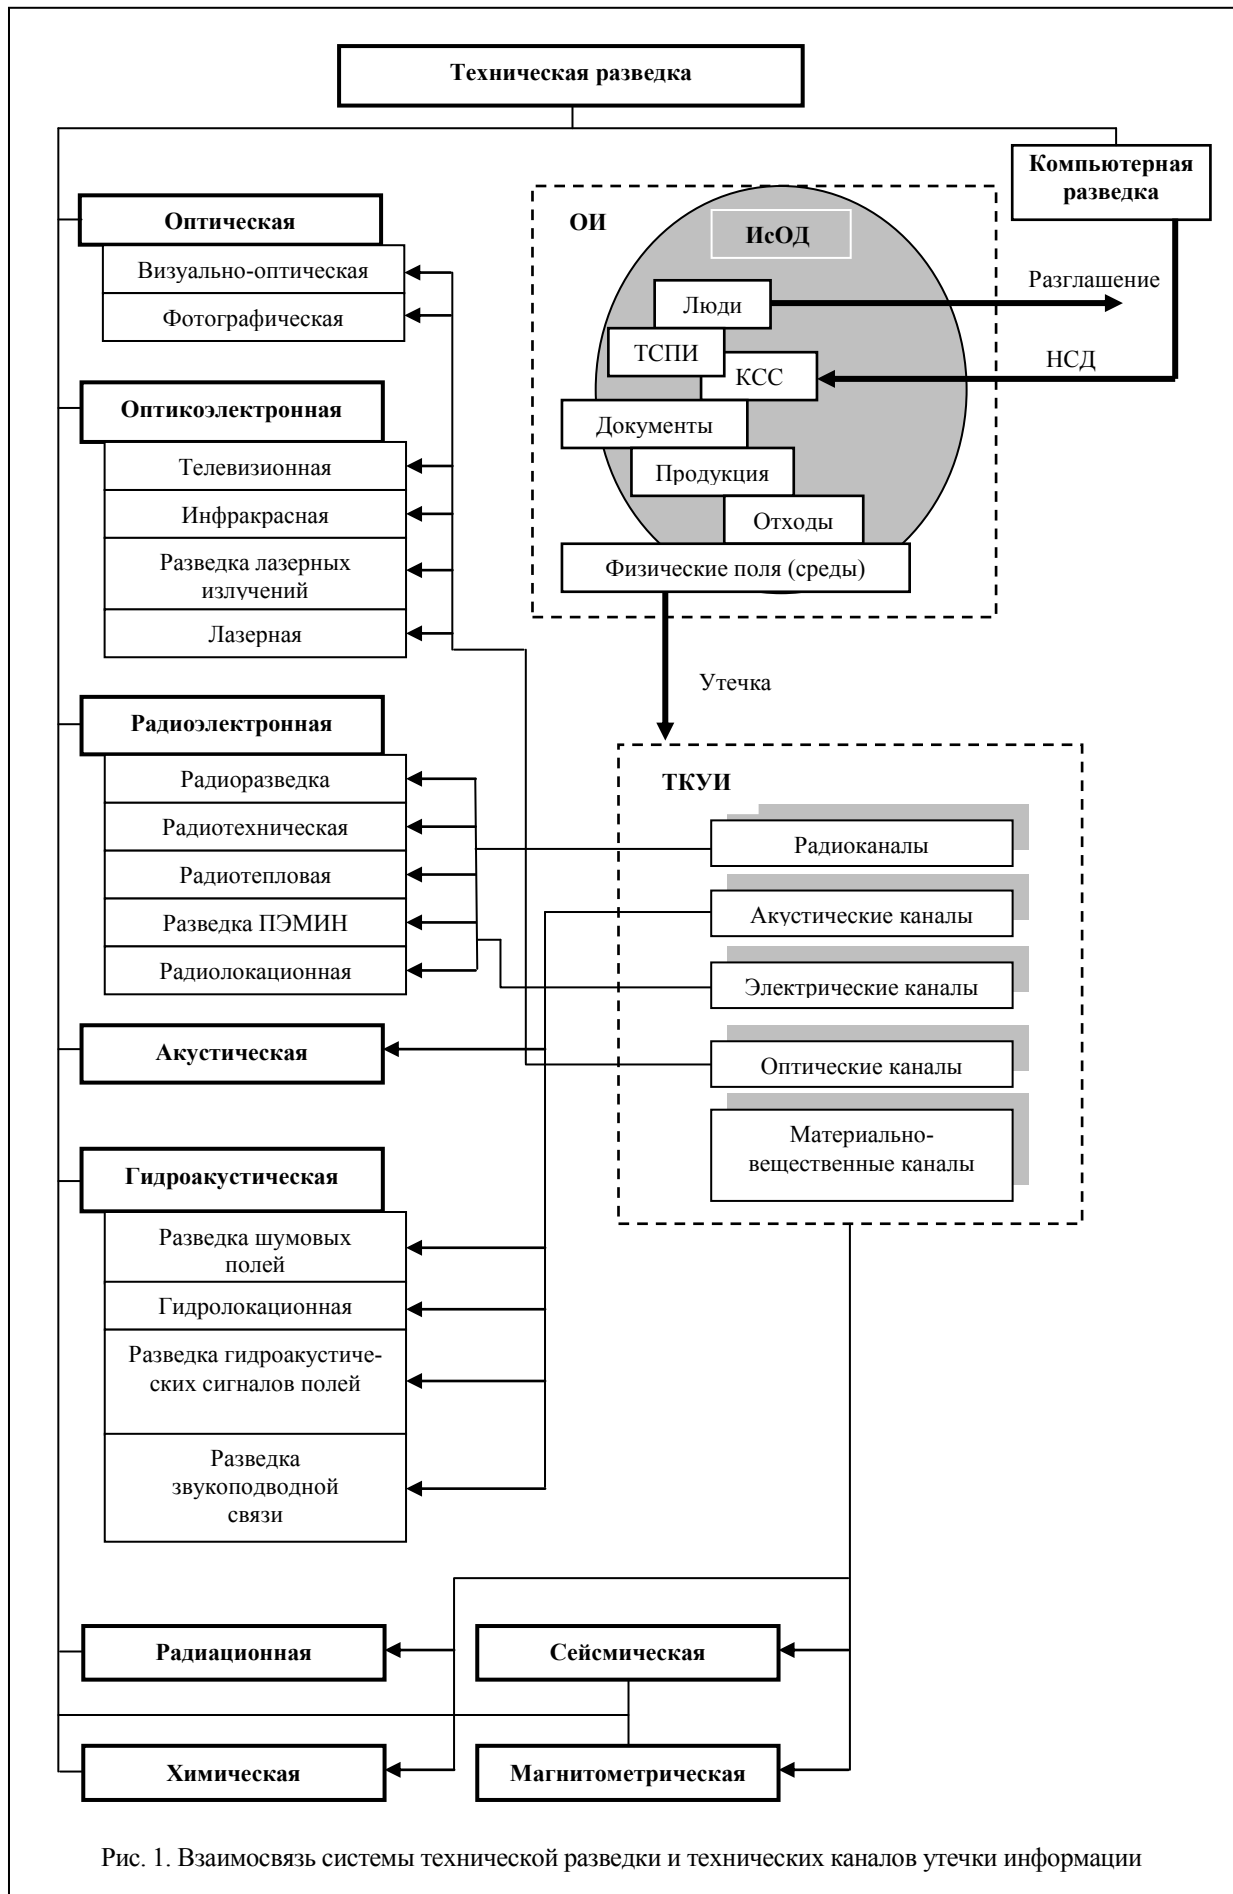 Техническая разведка
Компьютерная
разведка
Оптическая
Визуально-оптическая
Фотографическая
ОИ
ИсОД
Люди
ТСПИ
КСС
Документы
Продукция
Отходы
Физические поля (среды)
Разглашение
НСД
Оптикоэлектронная
Телевизионная
Инфракрасная
Разведка лазерных
излучений
Лазерная
Утечка
Радиоэлектронная
Радиоразведка
Радиотехническая
Радиотепловая
Разведка ПЭМИН
Радиолокационная
ТКУИ
Радиоканалы
Акустические каналы
Электрические каналы
Оптические каналы
Материально-
вещественные каналы
Акустическая
Гидроакустическая
Разведка шумовых
полей
Гидролокационная
Разведка гидроакустиче-
ских сигналов полей
Разведка
звукоподводной
связи
Радиационная
Сейсмическая
Химическая
Магнитометрическая
Рис. 1. Взаимосвязь системы технической разведки и технических каналов утечки информации